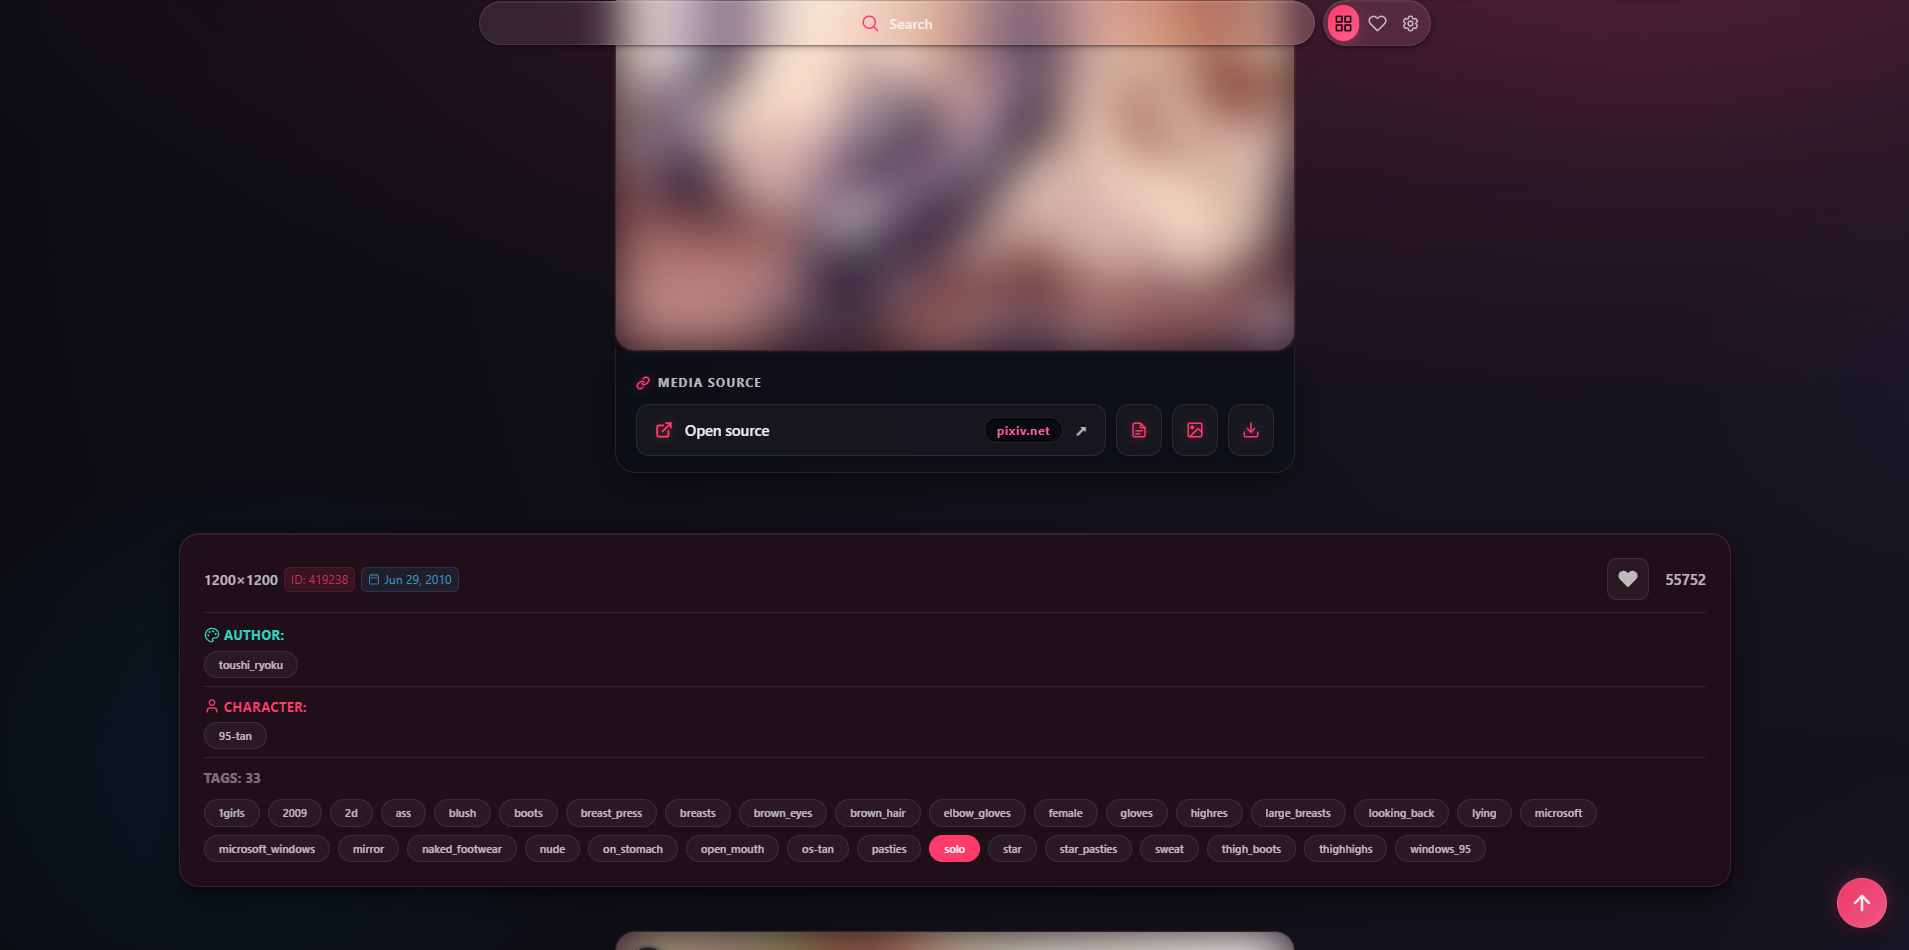 Search
MEDIA SOURCE
Open source pixiv.net ↗
1200×1200 ID: 419238 Jun 29, 2010 55752
AUTHOR:
toushi_ryoku
CHARACTER:
95-tan
TAGS: 33
1girls 2009 2d ass blush boots breast_press breasts brown_eyes brown_hair elbow_gloves female gloves highres large_breasts looking_back lying microsoft
microsoft_windows mirror naked_footwear nude on_stomach open_mouth os-tan pasties solo star star_pasties sweat thigh_boots thighhighs windows_95